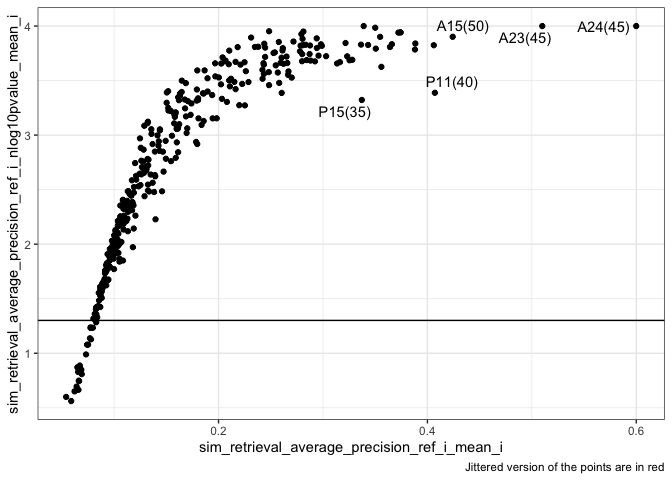 sim_retrieval_average_precision_ref_i_nlog10pvalue_mean_i
4
3
2
1
A15(50)
A23(45)
A24(45)
P11(40)
P15(35)
0.2
0.4
0.6
sim_retrieval_average_precision_ref_i_mean_i
Jittered version of the points are in red